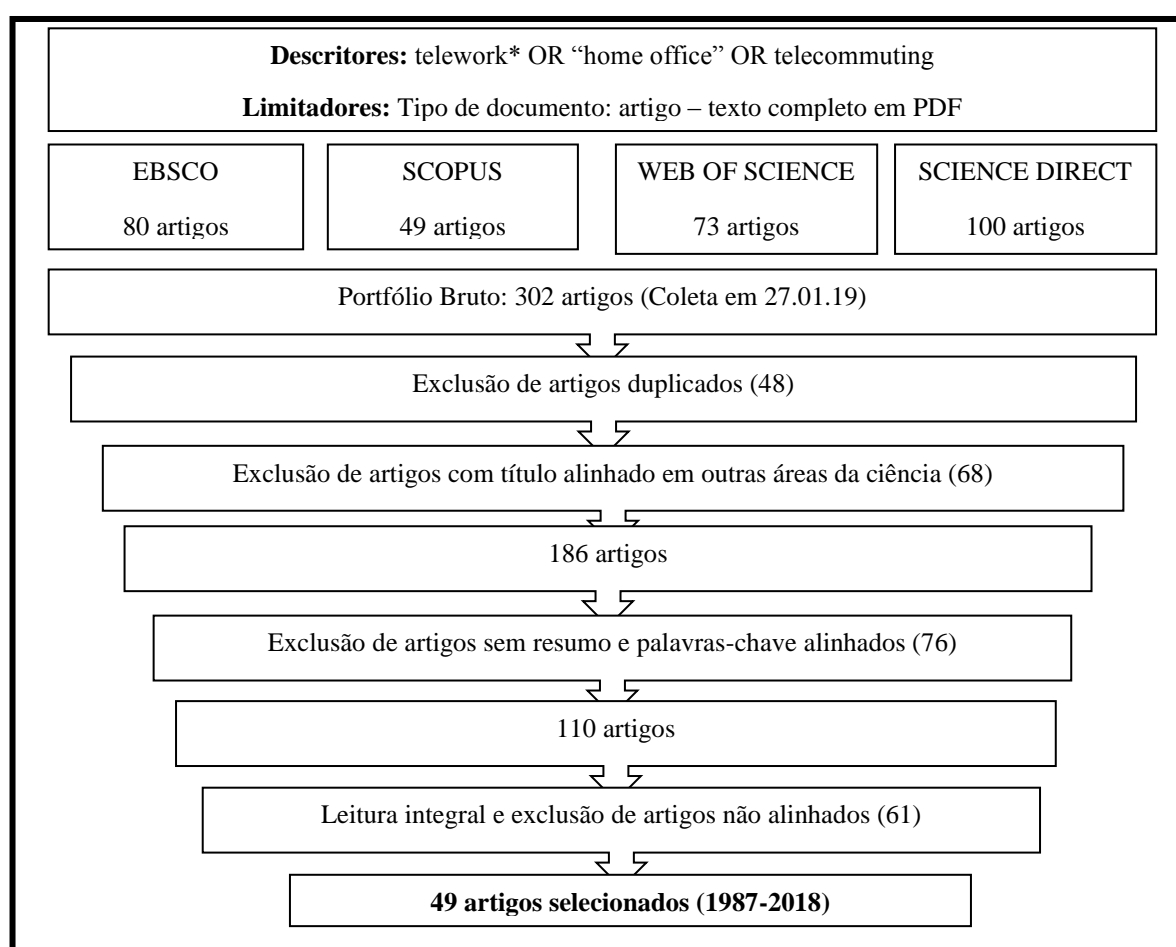 Descritores: telework* OR “home office” OR telecommuting
Limitadores: Tipo de documento: artigo – texto completo em PDF
EBSCO
80 artigos
SCOPUS
49 artigos
WEB OF SCIENCE
73 artigos
SCIENCE DIRECT
100 artigos
Portfólio Bruto: 302 artigos (Coleta em 27.01.19)
Exclusão de artigos duplicados (48)
Exclusão de artigos com título alinhado em outras áreas da ciência (68)
186 artigos
Exclusão de artigos sem resumo e palavras-chave alinhados (76)
110 artigos
Leitura integral e exclusão de artigos não alinhados (61)
49 artigos selecionados (1987-2018)